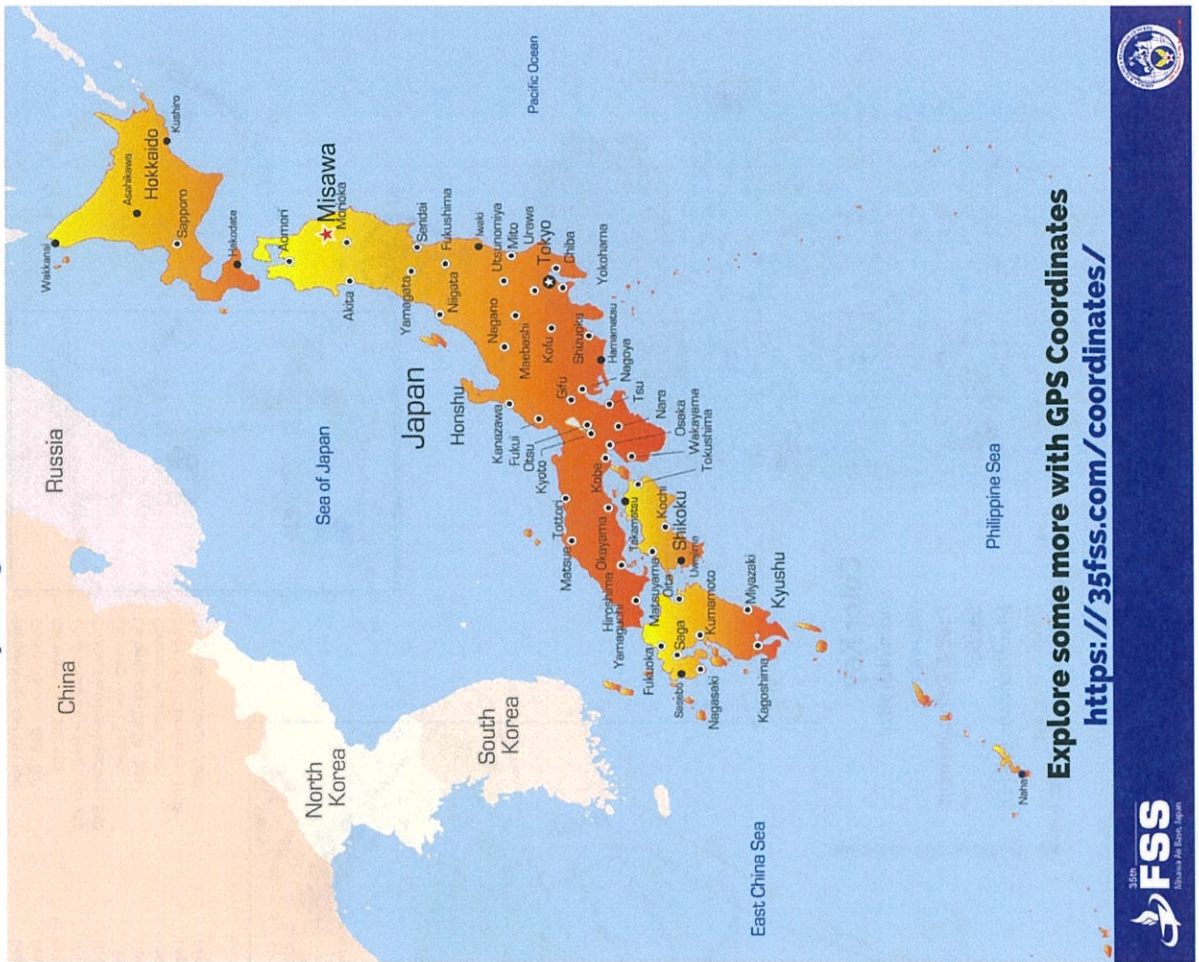 Russia
China
North
Korea
South
Korea
Sea of Japan
Pacific Ocean
East China Sea
Philippine Sea
Japan
Wakkanai
Asahikawa
Hokkaido
Kushiro
Sapporo
Hakodate
Aomori
Misawa
Morioka
Akita
Yamagata
Sendai
Niigata
Fukushima
Iwaki
Honshu
Nagano
Utsunomiya
Mito
Maebashi
Urawa
Tokyo
Chiba
Kofu
Yokohama
Kanazawa
Fukui
Otsu
Kyoto
Gifu
Shizuoka
Hamamatsu
Nagoya
Tsu
Nara
Osaka
Wakayama
Tokushima
Kobe
Tottori
Matsue
Okayama
Takamatsu
Kochi
Shikoku
Hiroshima
Yamaguchi
Matsuyama
Oita
Uwajima
Fukuoka
Saga
Kumamoto
Sasebo
Nagasaki
Miyazaki
Kyushu
Kagoshima
Naha
Explore some more with GPS Coordinates
https://35fss.com/coordinates/
35th
FSS
Misawa Air Base, Japan